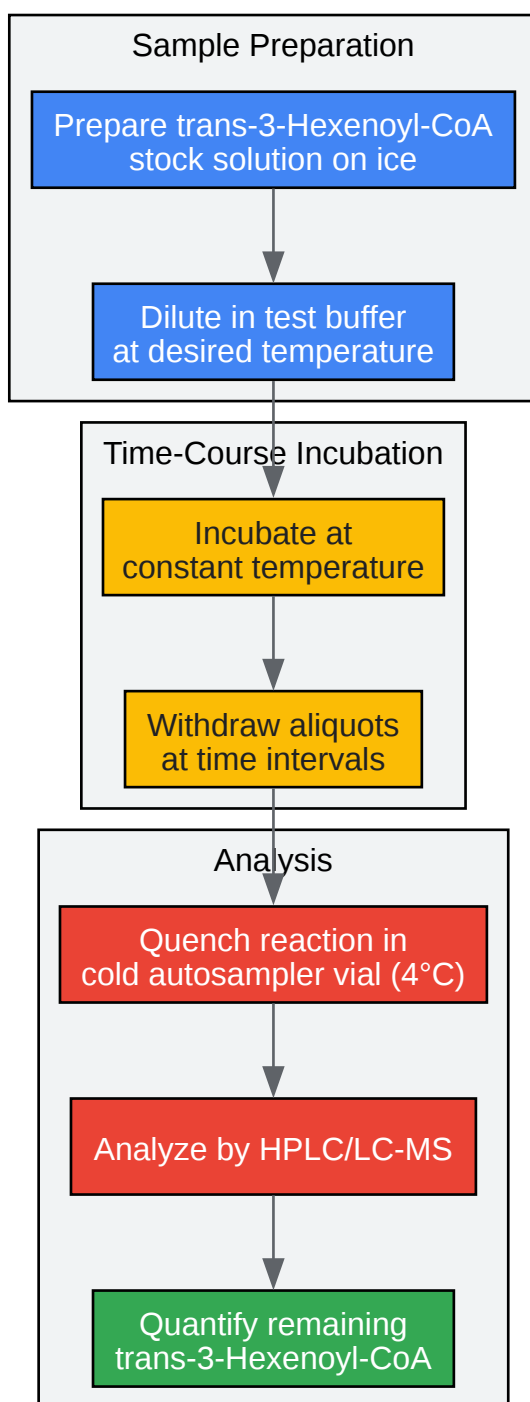 Sample Preparation
Prepare trans-3-Hexenoyl-CoA
stock solution on ice
Dilute in test buffer
at desired temperature
Time-Course Incubation
Incubate at
constant temperature
Withdraw aliquots
at time intervals
Analysis
Quench reaction in
cold autosampler vial (4°C)
Analyze by HPLC/LC-MS
Quantify remaining
trans-3-Hexenoyl-CoA